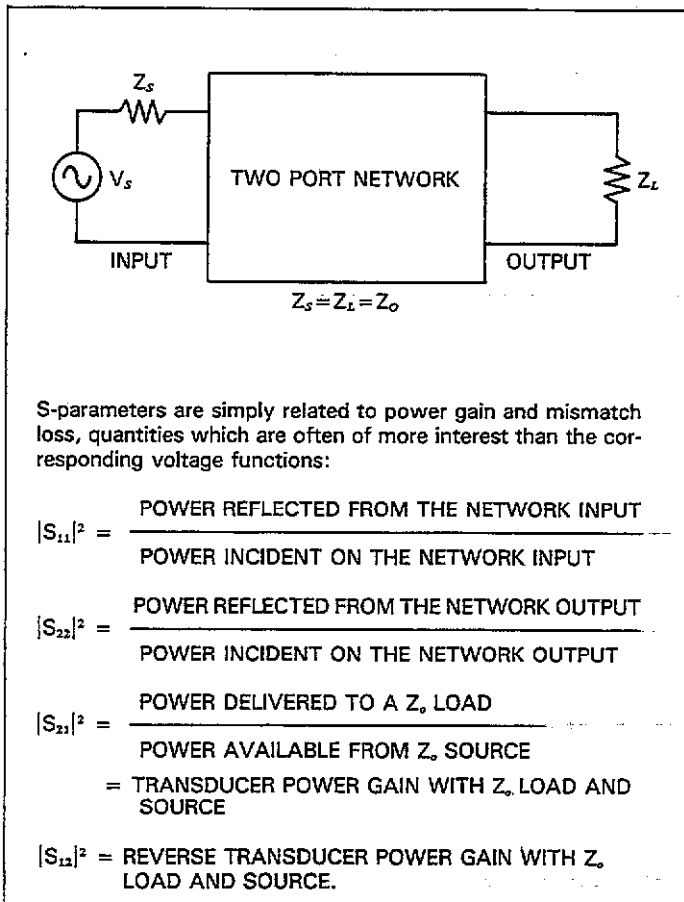 Zs
Vs
TWO PORT NETWORK
ZL
INPUT
OUTPUT
Zs=ZL=Zo
S-parameters are simply related to power gain and mismatch
loss, quantities which are often of more interest than the cor-
responding voltage functions:
|S₁₁|² = POWER REFLECTED FROM THE NETWORK INPUT
POWER INCIDENT ON THE NETWORK INPUT
|S₂₂|² = POWER REFLECTED FROM THE NETWORK OUTPUT
POWER INCIDENT ON THE NETWORK OUTPUT
|S₂₁|² = POWER DELIVERED TO A Zₒ LOAD
POWER AVAILABLE FROM Zₒ SOURCE
= TRANSDUCER POWER GAIN WITH Zₒ LOAD AND
SOURCE
|S₁₂|² = REVERSE TRANSDUCER POWER GAIN WITH Zₒ
LOAD AND SOURCE.